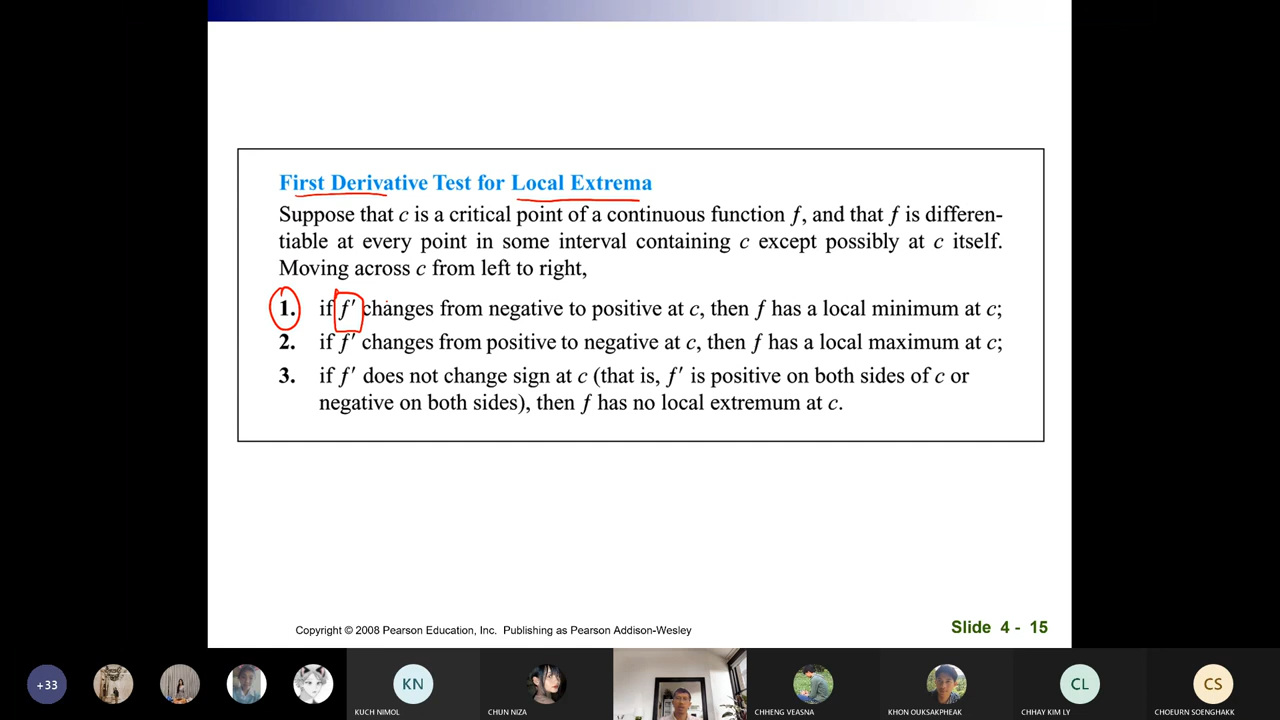 First Derivative Test for Local Extrema
Suppose that c is a critical point of a continuous function f, and that f is differen-
tiable at every point in some interval containing c except possibly at c itself.
Moving across c from left to right,
1. if f′ changes from negative to positive at c, then f has a local minimum at c;
2. if f′ changes from positive to negative at c, then f has a local maximum at c;
3. if f′ does not change sign at c (that is, f′ is positive on both sides of c or
negative on both sides), then f has no local extremum at c.
Copyright © 2008 Pearson Education, Inc. Publishing as Pearson Addison-Wesley
Slide 4 - 15
+33
KN
CL
CS
KUCH NIMOL
CHUN NIZA
CHHENG VEASNA
KHON OUKSAKPHEAK
CHHAY KIM LY
CHOEURN SOENGHAKK